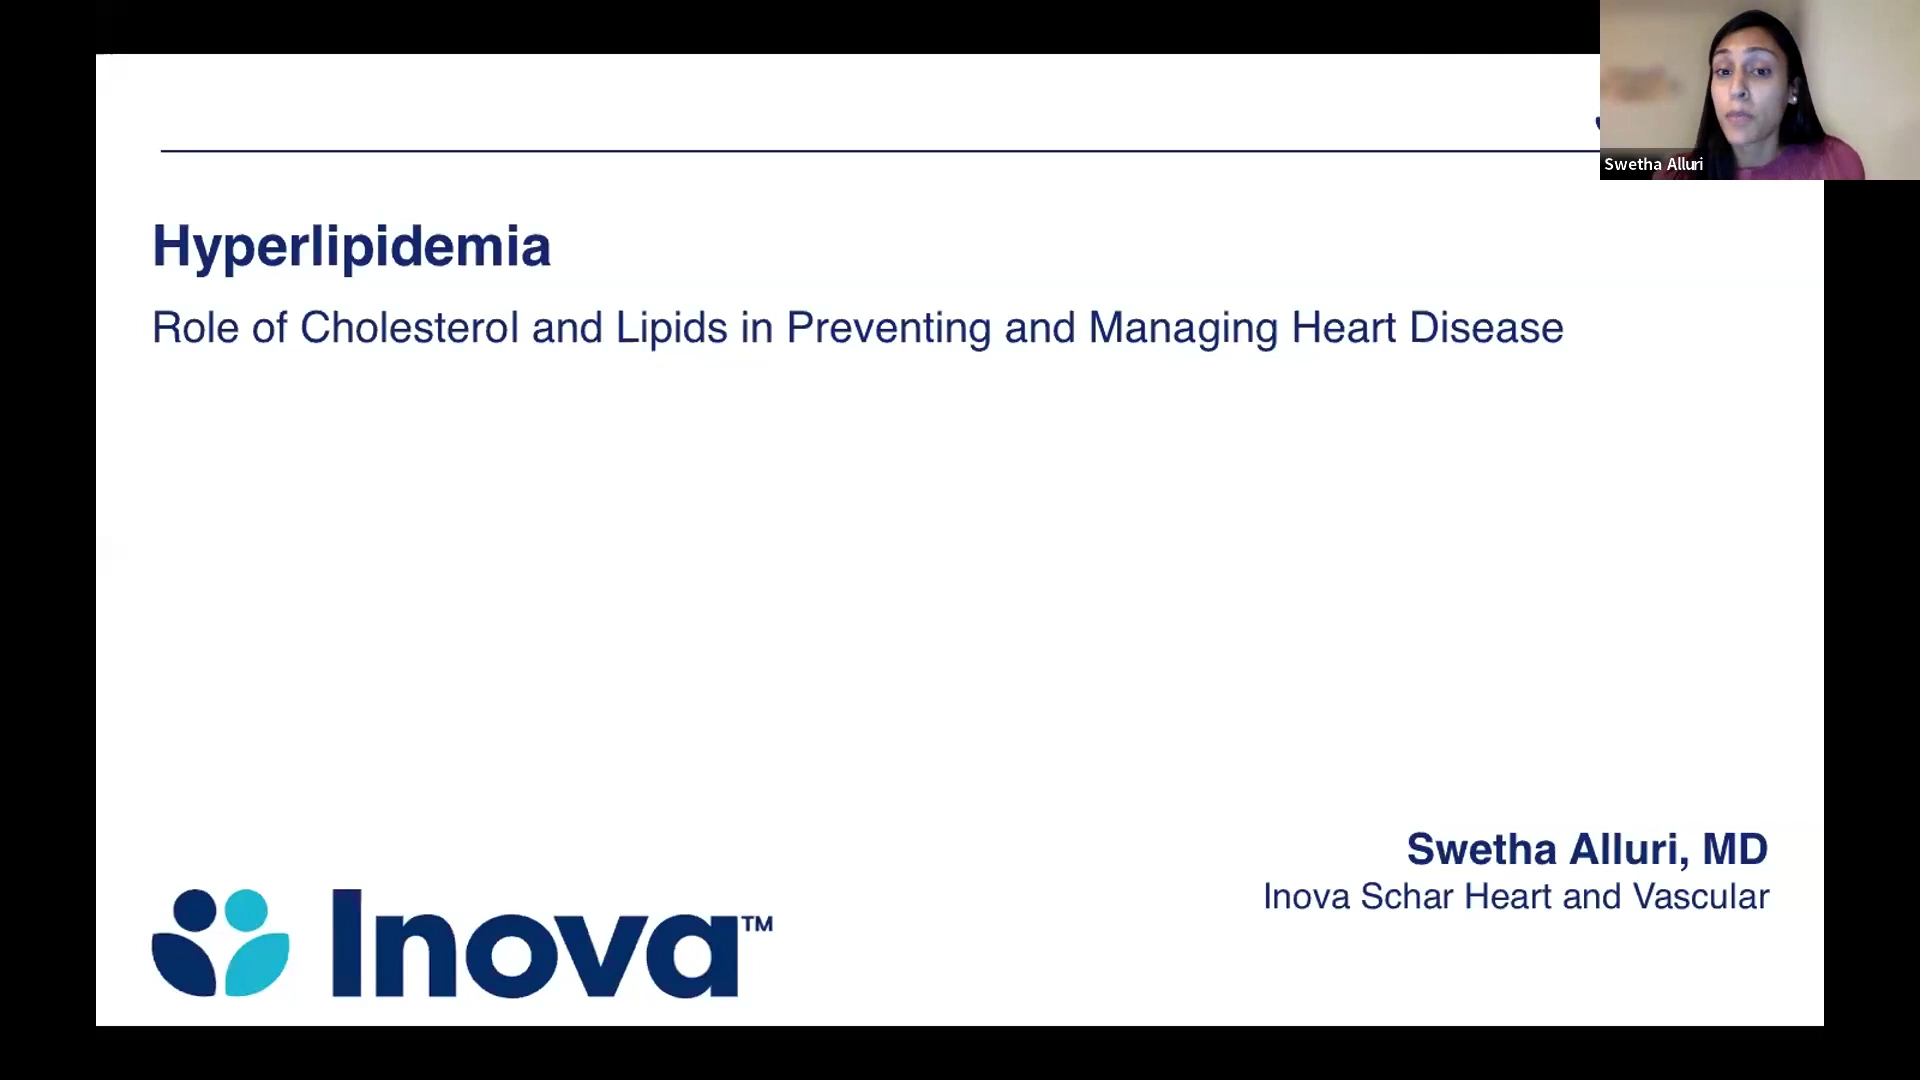 Swetha Alluri
Hyperlipidemia
Role of Cholesterol and Lipids in Preventing and Managing Heart Disease
Swetha Alluri, MD
Inova Schar Heart and Vascular
Inova™